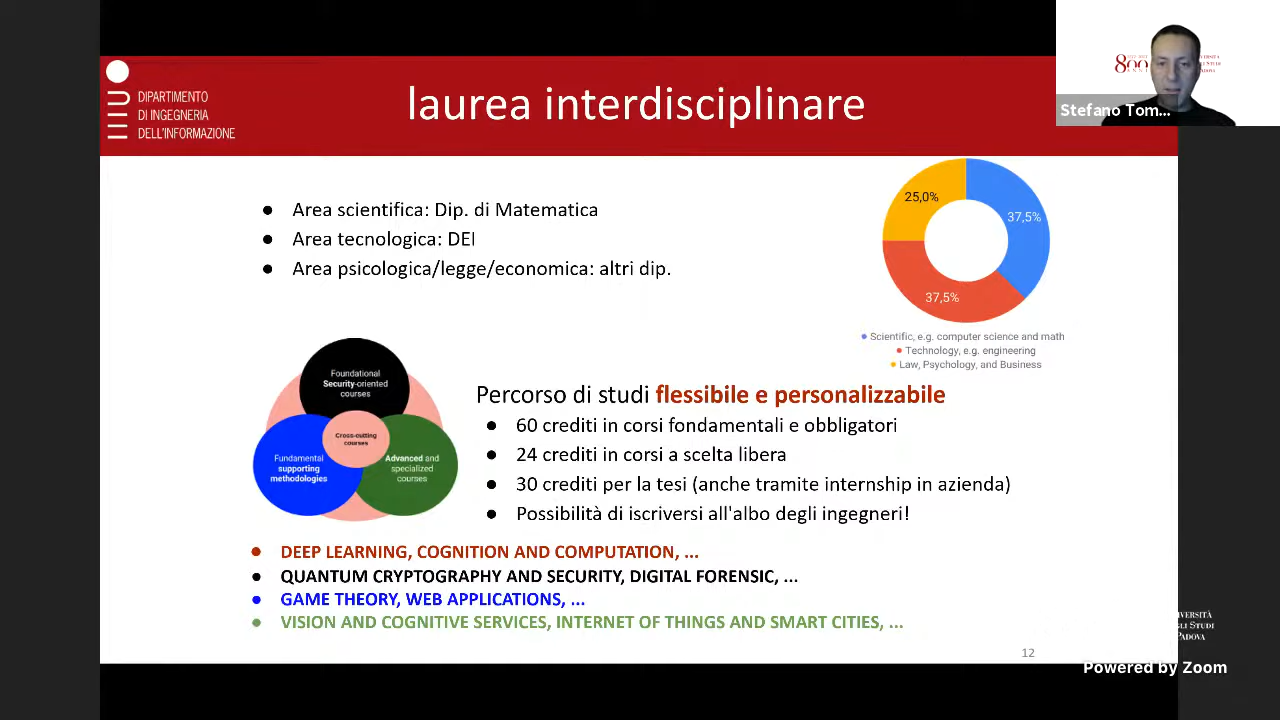 DIPARTIMENTO
DI INGEGNERIA
DELL'INFORMAZIONE
laurea interdisciplinare
Stefano Tom...
Area scientifica: Dip. di Matematica
Area tecnologica: DEI
Area psicologica/legge/economica: altri dip.
25,0%
37,5%
37,5%
Scientific, e.g. computer science and math
Technology, e.g. engineering
Law, Psychology, and Business
Foundational
Security-oriented
courses
Cross-cutting
courses
Fundamental
supporting
methodologies
Advanced and
specialized
courses
Percorso di studi flessibile e personalizzabile
60 crediti in corsi fondamentali e obbligatori
24 crediti in corsi a scelta libera
30 crediti per la tesi (anche tramite internship in azienda)
Possibilità di iscriversi all'albo degli ingegneri!
DEEP LEARNING, COGNITION AND COMPUTATION, ...
QUANTUM CRYPTOGRAPHY AND SECURITY, DIGITAL FORENSIC, ...
GAME THEORY, WEB APPLICATIONS, ...
VISION AND COGNITIVE SERVICES, INTERNET OF THINGS AND SMART CITIES, ...
12
Powered by Zoom